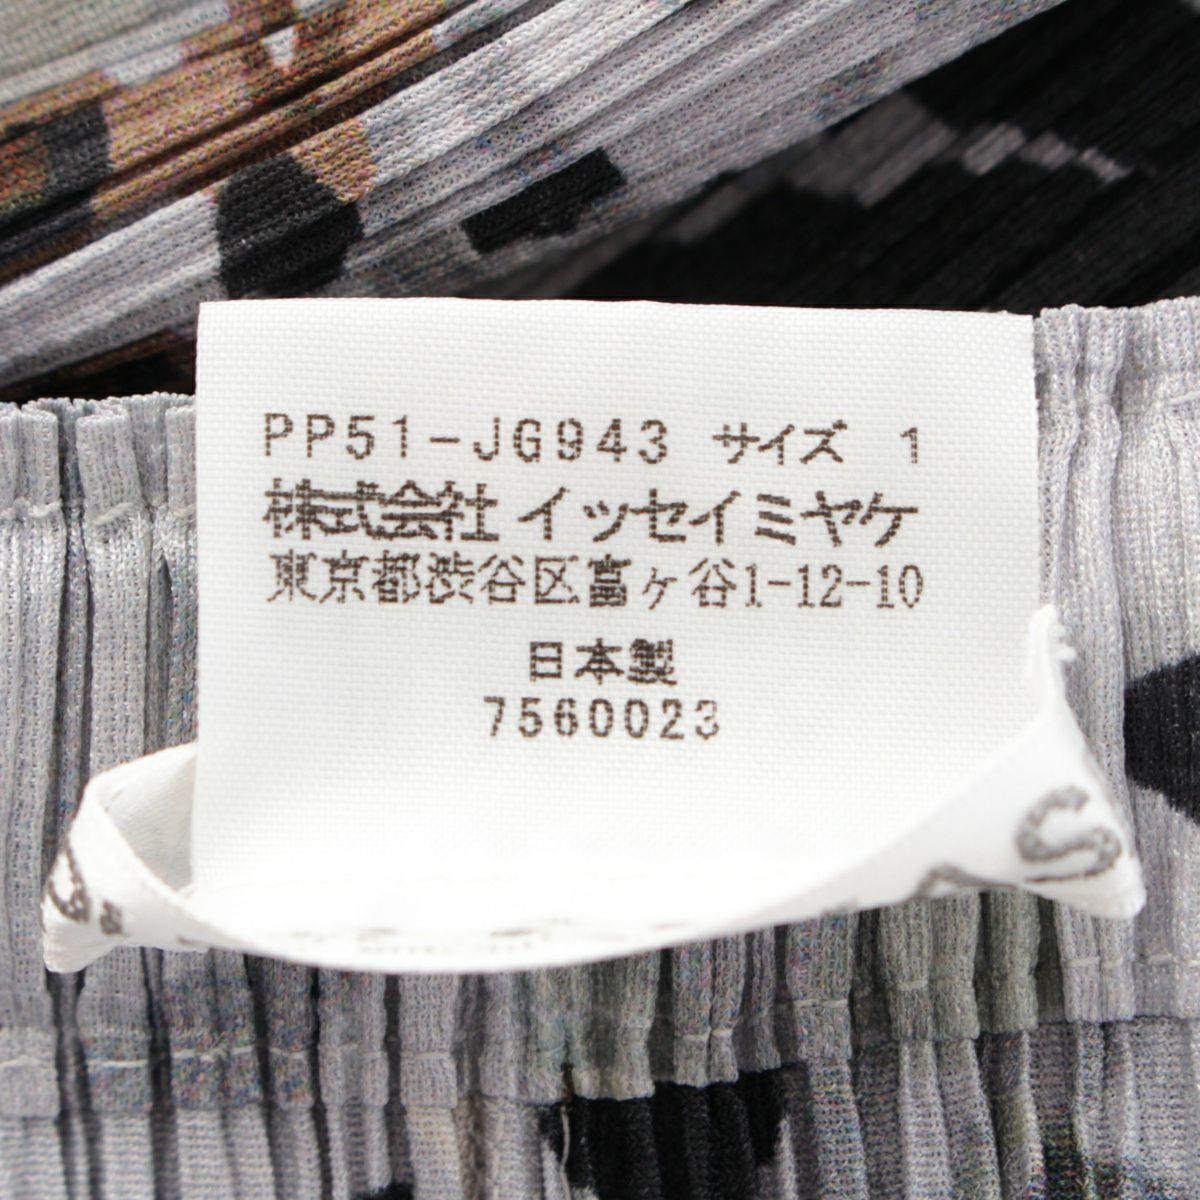 PP51-JG943 サイズ 1
株式会社 イッセイミヤケ
東京都渋谷区富ヶ谷1-12-10
日本製
7560023